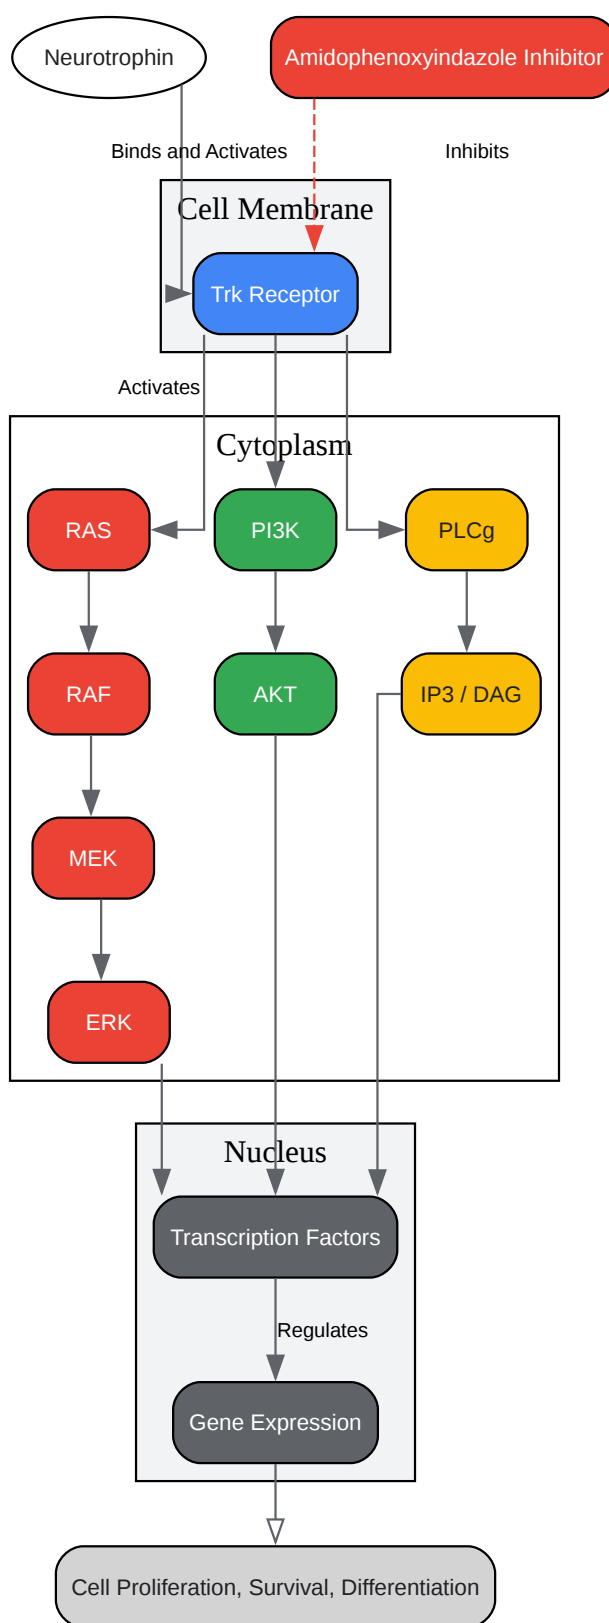 Neurotrophin
Amidophenoxyindazole Inhibitor
Binds and Activates
Inhibits
Cell Membrane
Trk Receptor
Activates
Cytoplasm
RAS
PI3K
PLCg
RAF
AKT
IP3 / DAG
MEK
ERK
Nucleus
Transcription Factors
Regulates
Gene Expression
Cell Proliferation, Survival, Differentiation